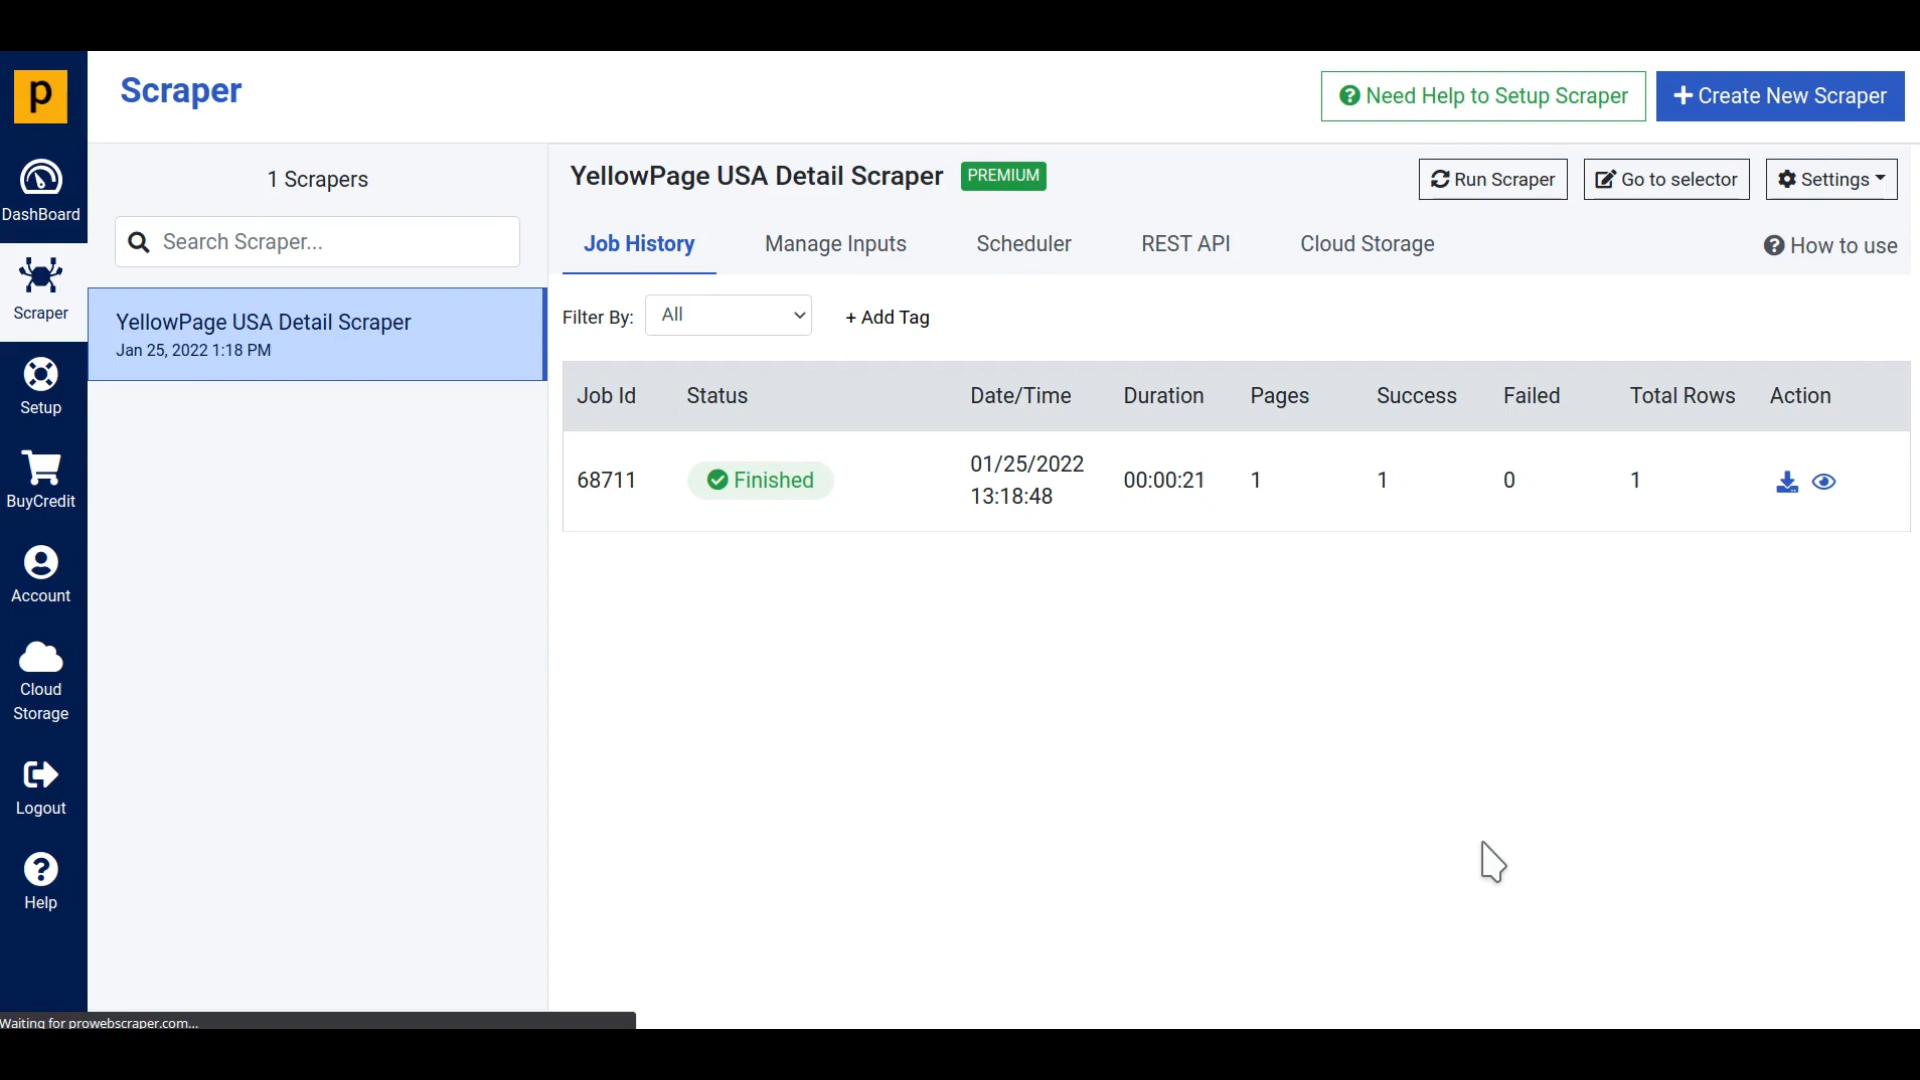 p
Scraper
Need Help to Setup Scraper
Create New Scraper
DashBoard
Scraper
Setup
BuyCredit
Account
Cloud
Storage
Logout
Help
1 Scrapers
Search Scraper...
YellowPage USA Detail Scraper
Jan 25, 2022 1:18 PM
YellowPage USA Detail Scraper PREMIUM
Run Scraper
Go to selector
Settings
Job History Manage Inputs Scheduler REST API Cloud Storage
How to use
Filter By: All + Add Tag
Job Id Status Date/Time Duration Pages Success Failed Total Rows Action
68711 Finished 01/25/2022 13:18:48 00:00:21 1 1 0 1
Waiting for prowebscraper.com...